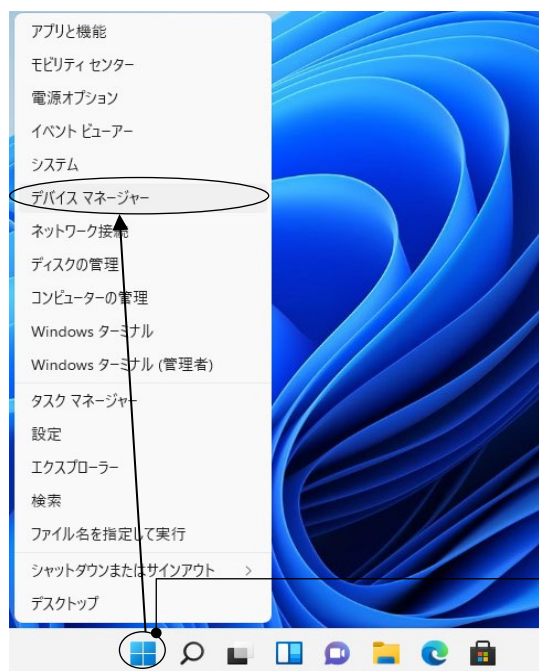 アプリと機能
モビリティ センター
電源オプション
イベント ビューアー
システム
デバイス マネージャー
ネットワーク接続
ディスクの管理
コンピューターの管理
Windows ターミナル
Windows ターミナル (管理者)
タスク マネージャー
設定
エクスプローラー
検索
ファイル名を指定して実行
シャットダウンまたはサインアウト >
デスクトップ